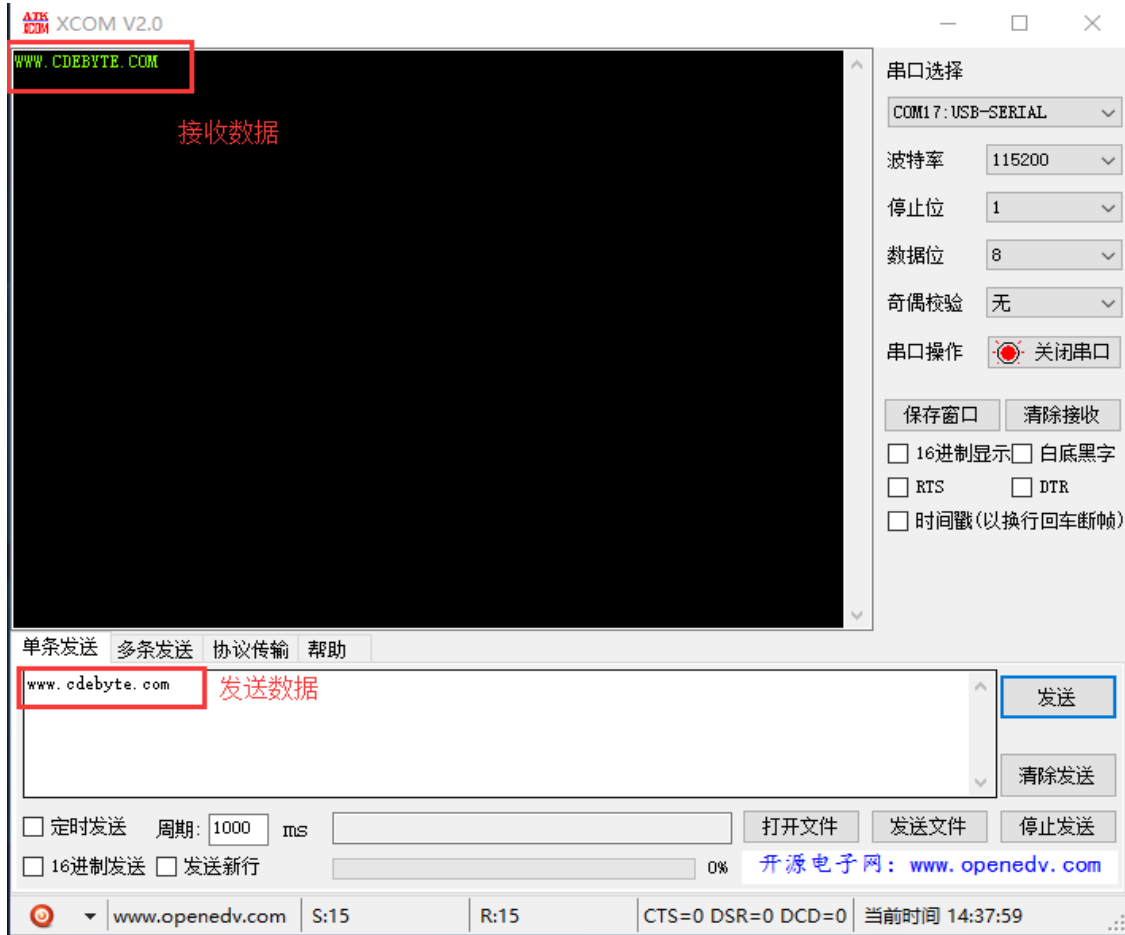 ATK XCOM XCOM V2.0
WWW.CDEBYTE.COM
接收数据
串口选择
COM17:USB-SERIAL
波特率 115200
停止位 1
数据位 8
奇偶校验 无
串口操作 关闭串口
保存窗口 清除接收
16进制显示 白底黑字
RTS DTR
时间戳(以换行回车断帧)
单条发送 多条发送 协议传输 帮助
www.cdebyte.com 发送数据
发送
清除发送
定时发送 周期: 1000 ms 打开文件 发送文件 停止发送
16进制发送 发送新行 0% 开源电子网: www.openedv.com
www.openedv.com S:15 R:15 CTS=0 DSR=0 DCD=0 当前时间 14:37:59